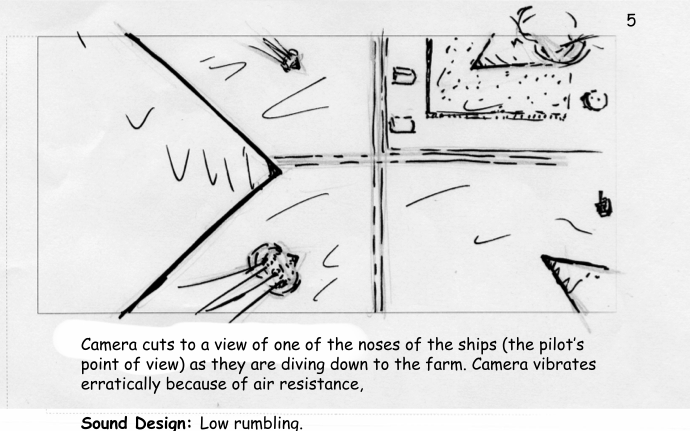 5
Camera cuts to a view of one of the noses of the ships (the pilot's
point of view) as they are diving down to the farm. Camera vibrates
erratically because of air resistance,
Sound Design: Low rumbling.